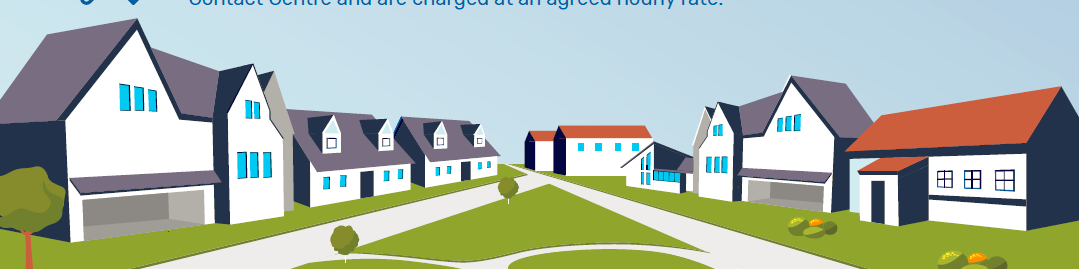 Contact Centre and are charged at an agreed hourly rate.